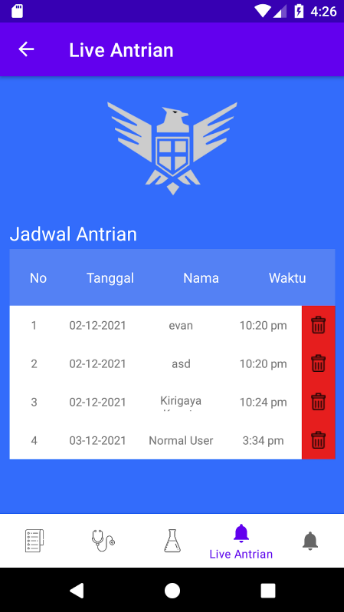 4:26
Live Antrian
Jadwal Antrian
No Tanggal Nama Waktu
1 02-12-2021 evan 10:20 pm
2 02-12-2021 asd 10:20 pm
3 02-12-2021 Kirigaya 10:24 pm
4 03-12-2021 Normal User 3:34 pm
Live Antrian